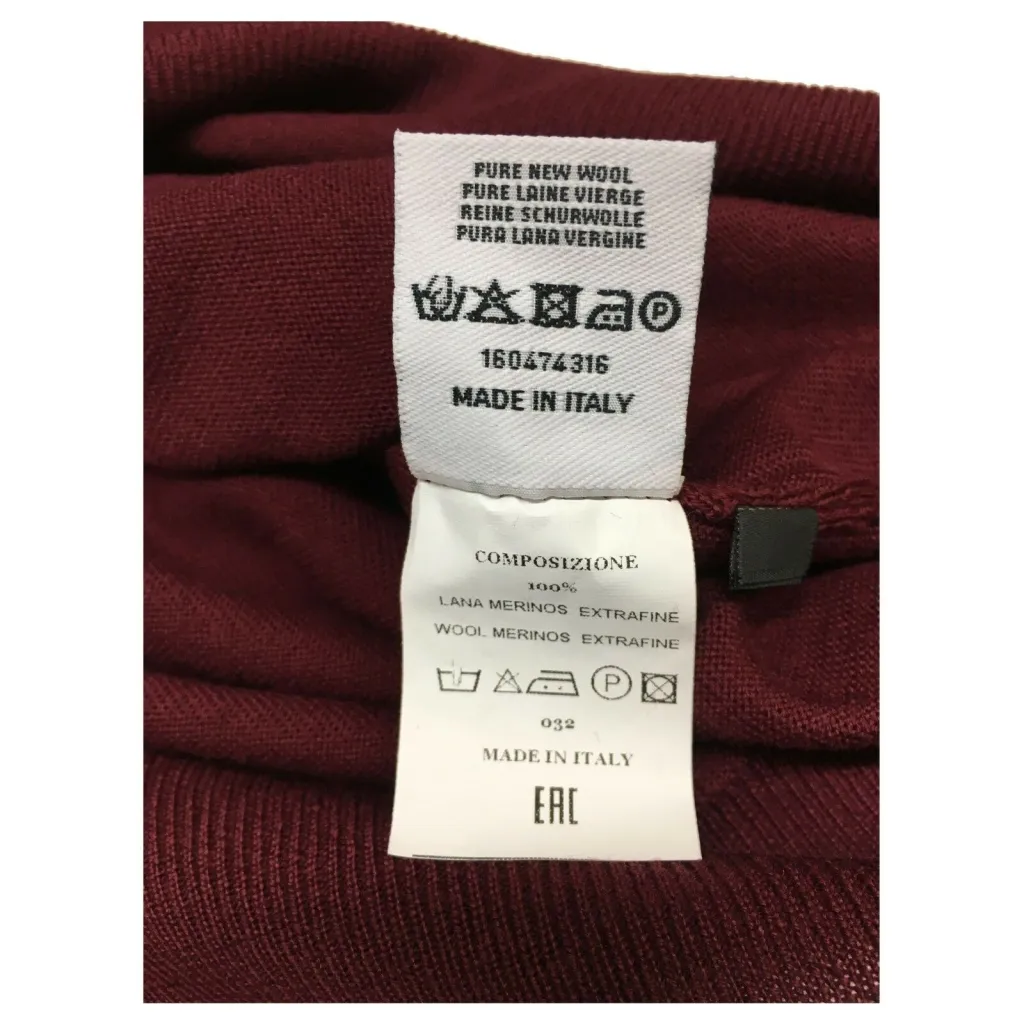 PURE NEW WOOL
PURE LAINE VIERGE
REINE SCHURWOLLE
PURA LANA VERGINE
P
160474316
MADE IN ITALY
COMPOSIZIONE
100%
LANA MERINOS EXTRAFINE
WOOL MERINOS EXTRAFINE
P
032
MADE IN ITALY
EAC